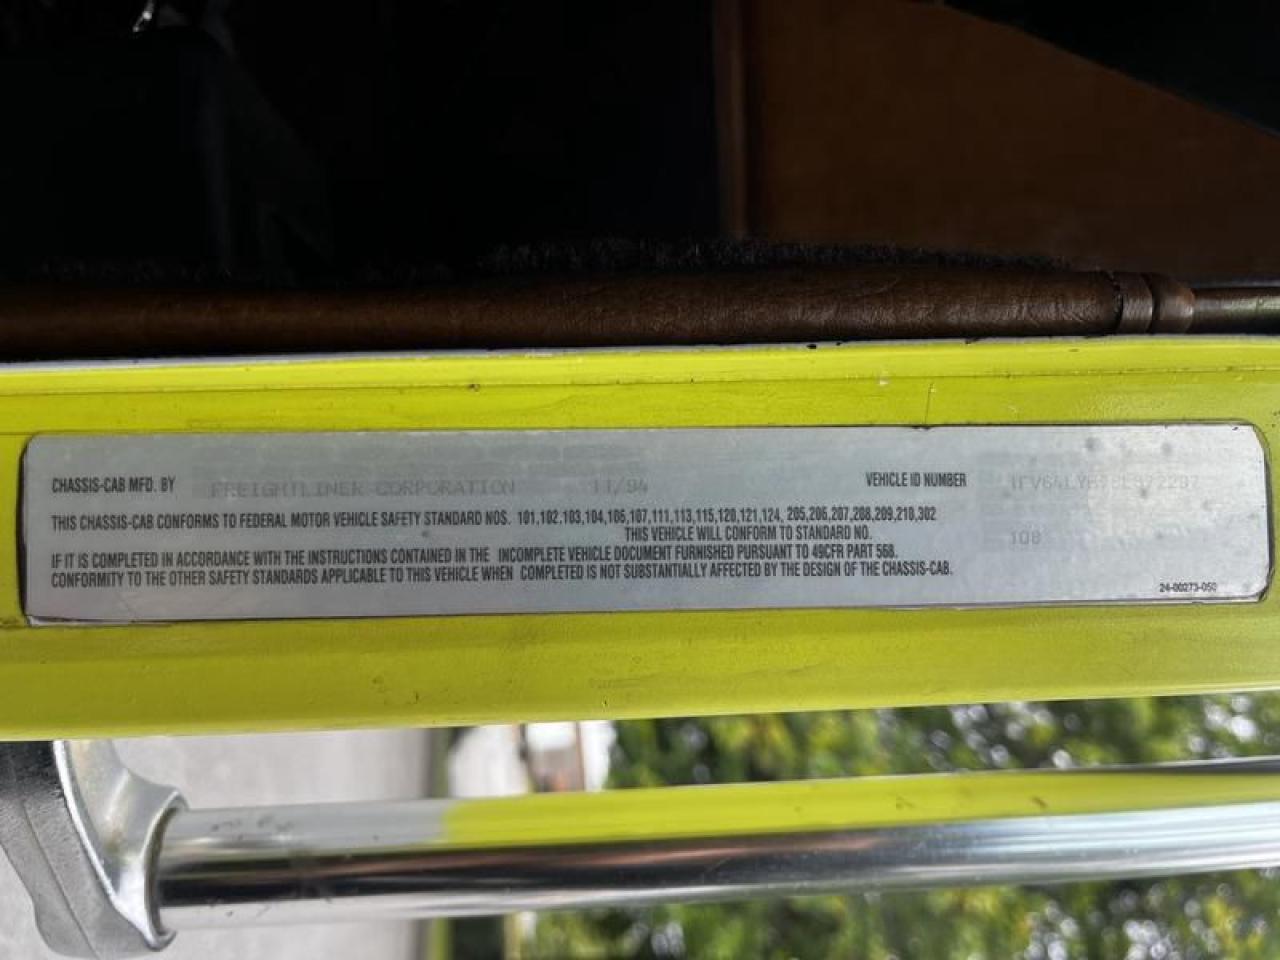 CHASSIS-CAB MFD. BY FREIGHTLINER CORPORATION 11/94 VEHICLE ID NUMBER
THIS CHASSIS-CAB CONFORMS TO FEDERAL MOTOR VEHICLE SAFETY STANDARD NOS. 101,102,103,104,106,107,111,113,115,120,121,124, 205,206,207,208,209,210,302
THIS VEHICLE WILL CONFORM TO STANDARD NO. 108
IF IT IS COMPLETED IN ACCORDANCE WITH THE INSTRUCTIONS CONTAINED IN THE INCOMPLETE VEHICLE DOCUMENT FURNISHED PURSUANT TO 49CFR PART 568.
CONFORMITY TO THE OTHER SAFETY STANDARDS APPLICABLE TO THIS VEHICLE WHEN COMPLETED IS NOT SUBSTANTIALLY AFFECTED BY THE DESIGN OF THE CHASSIS-CAB.
24-00273-050